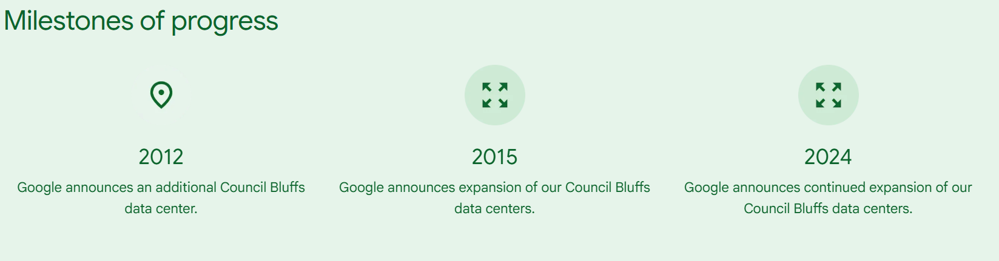 Milestones of progress
2012
Google announces an additional Council Bluffs
data center.
2015
Google announces expansion of our Council Bluffs
data centers.
2024
Google announces continued expansion of our
Council Bluffs data centers.